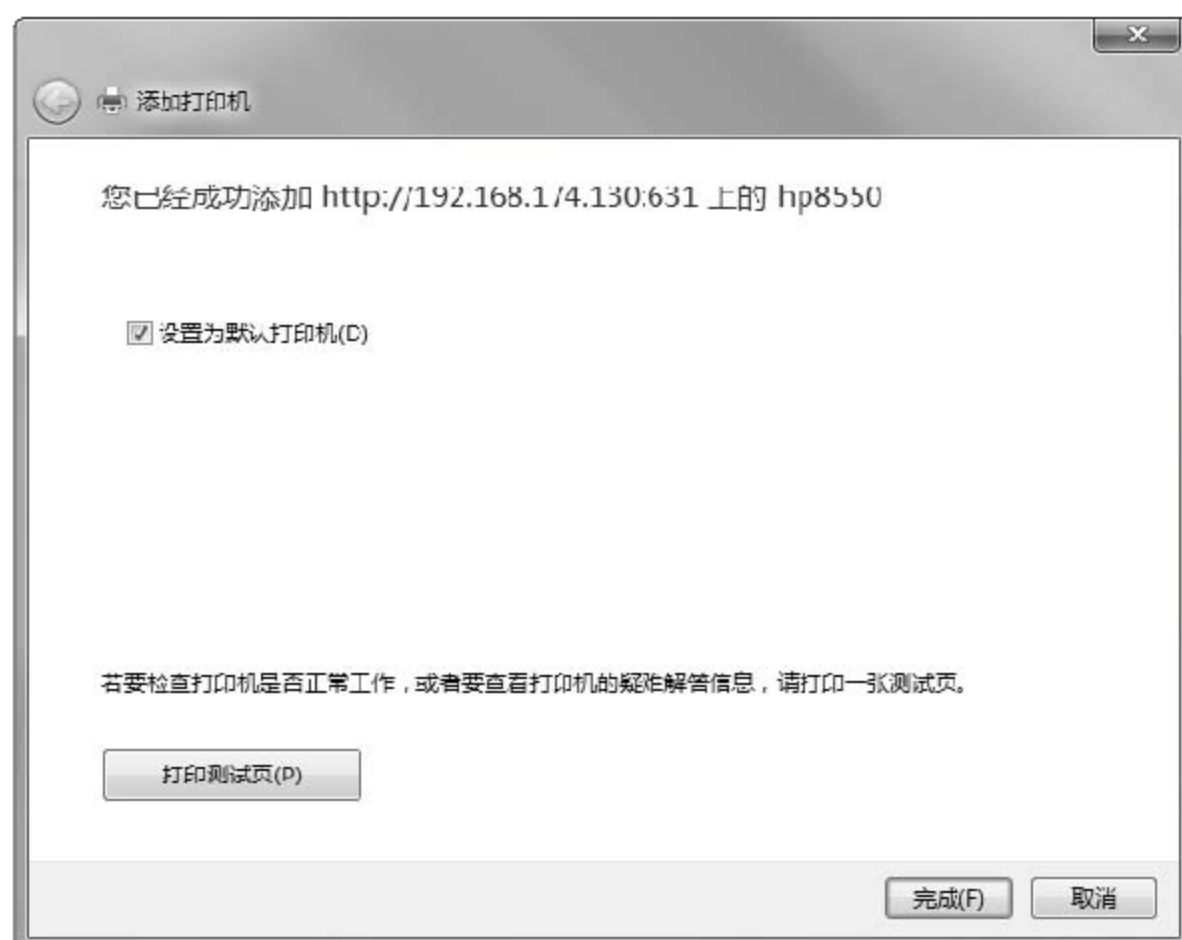 添加打印机
您已经成功添加 http://192.168.174.130:631 上的 hp8550
设置为默认打印机(D)
若要检查打印机是否正常工作，或者要查看打印机的疑难解答信息，请打印一张测试页。
打印测试页(P)
完成(F)
取消